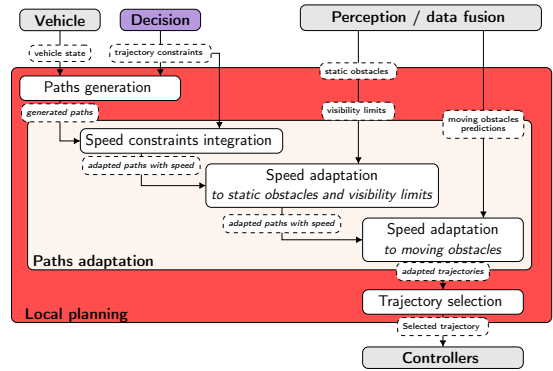 Vehicle
Decision
Perception / data fusion
vehicle state
trajectory constraints
static obstacles
Paths generation
generated paths
visibility limits
moving obstacles
predictions
Speed constraints integration
adapted paths with speed
Speed adaptation
to static obstacles and visibility limits
adapted paths with speed
Speed adaptation
to moving obstacles
Paths adaptation
adapted trajectories
Trajectory selection
Local planning
Selected trajectory
Controllers